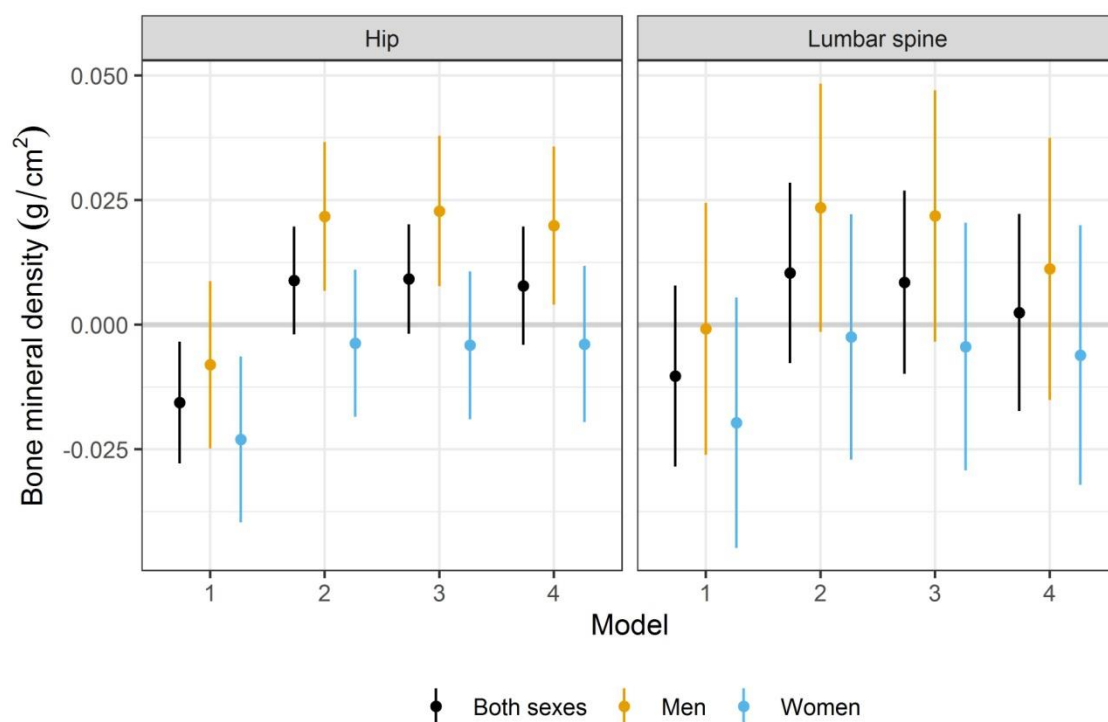 Hip
Lumbar spine
Bone mineral density (g/cm²)
0.050
0.025
0.000
-0.025
1 2 3 4
1 2 3 4
Model
Both sexes Men Women